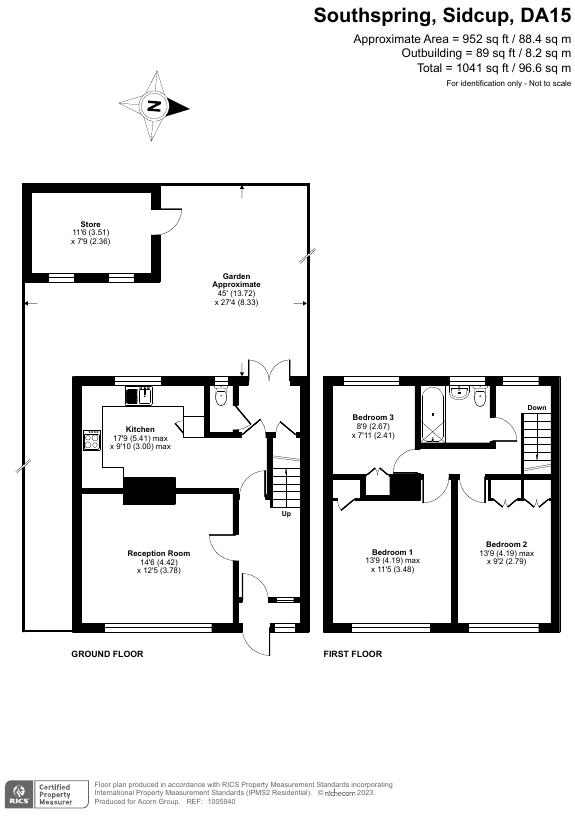 Southspring, Sidcup, DA15
Approximate Area = 952 sq ft / 88.4 sq m
Outbuilding = 89 sq ft / 8.2 sq m
Total = 1041 sq ft / 96.6 sq m
For identification only - Not to scale
N
Store
11'6 (3.51)
x 7'9 (2.36)
Garden
Approximate
45' (13.72)
x 27'4 (8.33)
Kitchen
17'9 (5.41) max
x 9'10 (3.00) max
Up
Reception Room
14'6 (4.42)
x 12'5 (3.78)
GROUND FLOOR
Bedroom 3
8'9 (2.67)
x 7'11 (2.41)
Down
Bedroom 1
13'9 (4.19) max
x 11'5 (3.48)
Bedroom 2
13'9 (4.19) max
x 9'2 (2.79)
FIRST FLOOR
RICS
Certified
Property
Measurer
Floor plan produced in accordance with RICS Property Measurement Standards incorporating
International Property Measurement Standards (IPMS2 Residential). © nichecom 2023.
Produced for Acorn Group. REF: 1005940